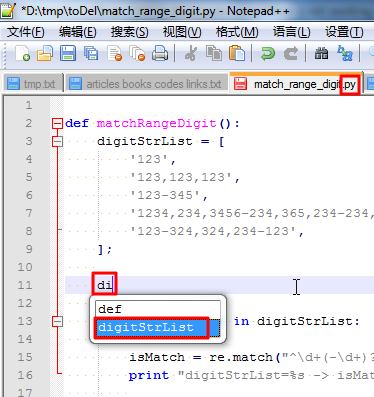 *D:\tmp\toDel\match_range_digit.py - Notepad++
文件(F) 编辑(E) 搜索(S) 视图(V) 格式(M) 语言(L) 设置(T)
tmp.txt articles books codes links.txt match_range_digit.py
1
2 def matchRangeDigit():
3 digitStrList = [
4 '123',
5 '123,123,123',
6 '123-345',
7 '1234,234,3456-234,365,234-234,
8 '123-324,324,234-123',
9 ];
10
11 di
12 def
13 digitStrList in digitStrList:
14
15 isMatch = re.match("^\d+(-\d+)?
16 print "digitStrList=%s -> isMat